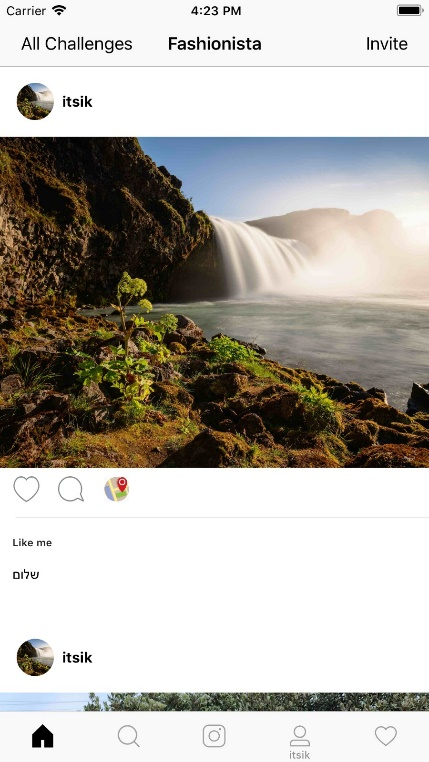 Carrier 4:23 PM
All Challenges Fashionista Invite
itsik
Like me
שלום
itsik
itsik